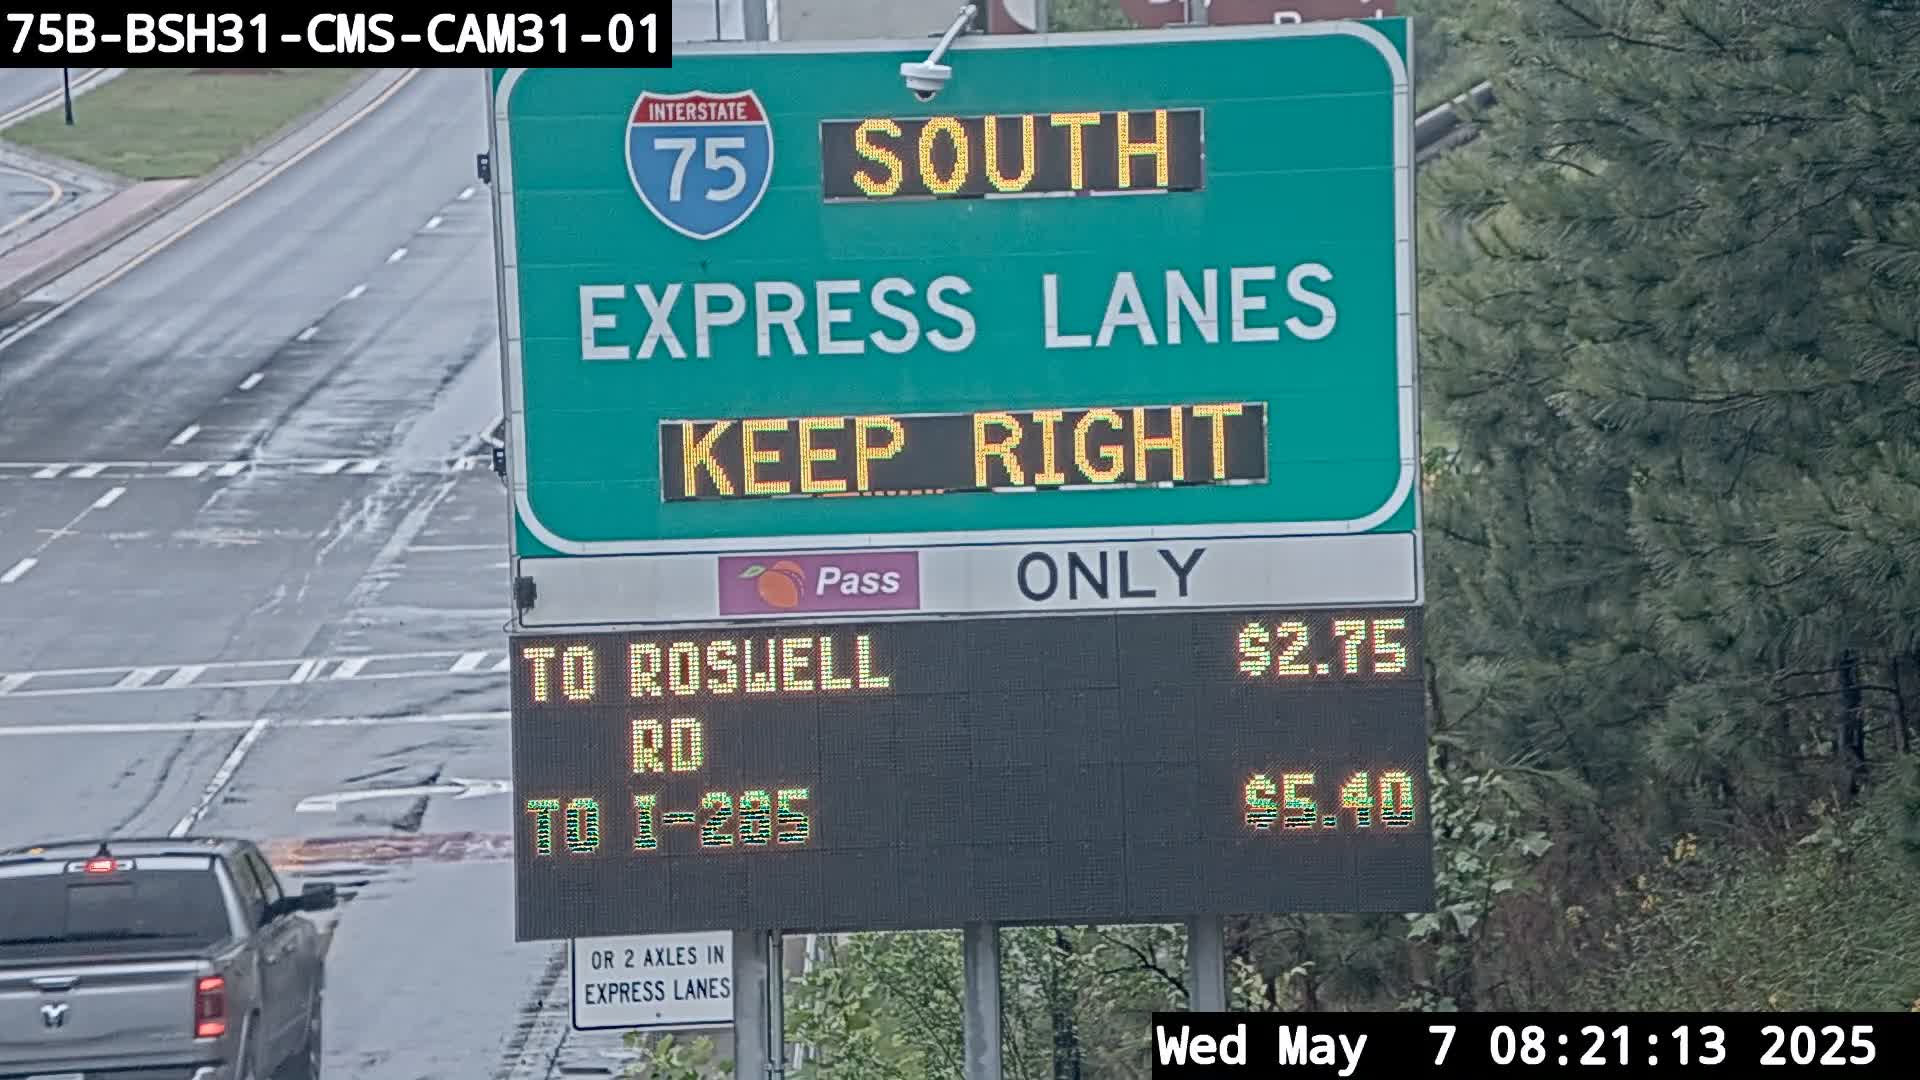 75B-BSH31-CMS-CAM31-01
INTERSTATE
75
SOUTH
EXPRESS LANES
KEEP RIGHT
Pass ONLY
TO ROSWELL $2.75
RD
TO I-285 $5.40
OR 2 AXLES IN
EXPRESS LANES
Wed May 7 08:21:13 2025